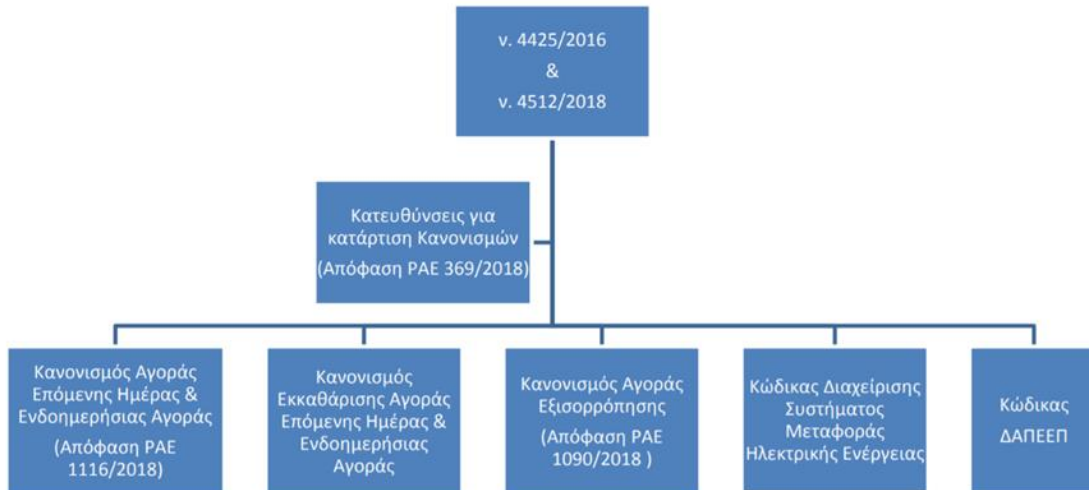 ν. 4425/2016
&
ν. 4512/2018
Κατευθύνσεις για
κατάρτιση Κανονισμών
(Απόφαση ΡΑΕ 369/2018)
Κανονισμός Αγοράς
Επόμενης Ημέρας &
Ενδοημερήσιας Αγοράς
(Απόφαση ΡΑΕ
1116/2018)
Κανονισμός
Εκκαθάρισης Αγοράς
Επόμενης Ημέρας &
Ενδοημερήσιας
Αγοράς
Κανονισμός Αγοράς
Εξισορρόπησης
(Απόφαση ΡΑΕ
1090/2018 )
Κώδικας Διαχείρισης
Συστήματος
Μεταφοράς
Ηλεκτρικής Ενέργειας
Κώδικας
ΔΑΠΕΕΠ